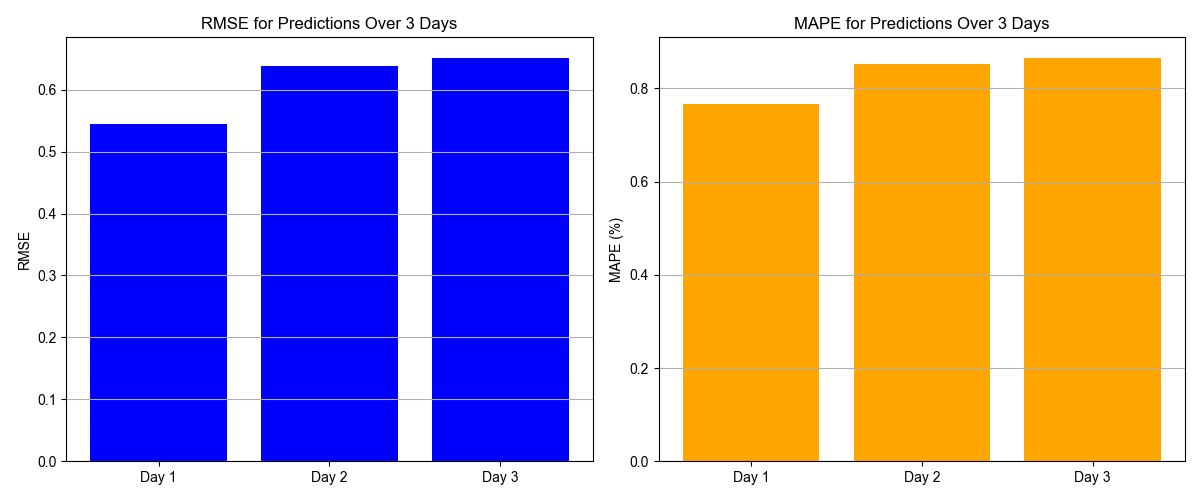 RMSE for Predictions Over 3 Days
RMSE
0.6
0.5
0.4
0.3
0.2
0.1
0.0
Day 1
Day 2
Day 3
MAPE for Predictions Over 3 Days
MAPE (%)
0.8
0.6
0.4
0.2
0.0
Day 1
Day 2
Day 3